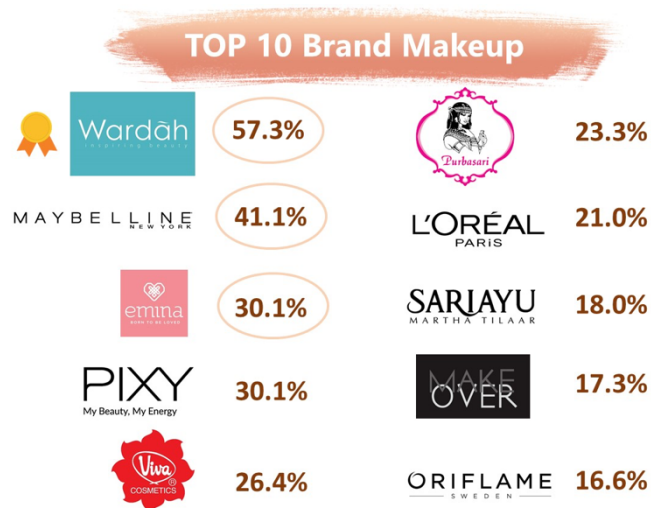 TOP 10 Brand Makeup
Wardah
inspiring beauty
57.3%
MAYBELLINE
NEW YORK
41.1%
emina
BORN TO BE LOVED
30.1%
PIXY
My Beauty, My Energy
30.1%
Viva
®
COSMETICS
26.4%
Purbasari
23.3%
L'ORÉAL
PARiS
21.0%
SARIAYU
MARTHA TILAAR
18.0%
MAKE
OVER
17.3%
ORIFLAME
SWEDEN
16.6%